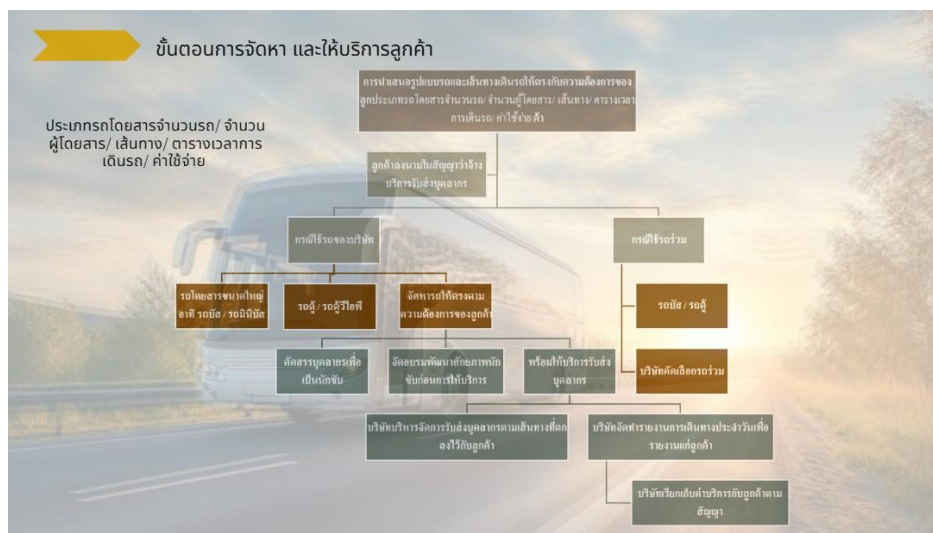 ขั้นตอนการจัดหา และให้บริการลูกค้า
ประเภทรถโดยสารจำนวนรถ/ จำนวน
ผู้โดยสาร/ เส้นทาง/ ตารางเวลาการ
เดินรถ/ ค่าใช้จ่าย
การนำเสนอรูปแบบรถและเส้นทางเดินรถให้ตรงกับความต้องการของ
ลูกประเภทรถโดยสารจำนวนรถ/ จำนวนผู้โดยสาร/ เส้นทาง/ ตารางเวลา
การเดินรถ/ ค่าใช้จ่าย ค้า
ลูกค้าลงนามในสัญญาว่าจ้าง
บริการรับส่งบุคลากร
กรณีใช้รถของบริษัท
กรณีใช้รถร่วม
รถโดยสารขนาดใหญ่
อาทิ รถบัส / รถมินิบัส
รถตู้ / รถตู้วีไอพี
จัดหารถให้ตรงตาม
ความต้องการของลูกค้า
รถบัส / รถตู้
บริษัทคัดเลือกรถร่วม
คัดสรรบุคลากรเพื่อ
เป็นนักขับ
จัดอบรมพัฒนาศักยภาพนัก
ขับก่อนการให้บริการ
พร้อมให้บริการรับส่ง
บุคลากร
บริษัทบริหารจัดการรับส่งบุคลากรตามเส้นทางที่ตก
ลงไว้กับลูกค้า
บริษัทจัดทำรายงานการเดินทางประจำวันเพื่อ
รายงานแก่ลูกค้า
บริษัทเรียกเก็บค่าบริการกับลูกค้าตาม
สัญญา